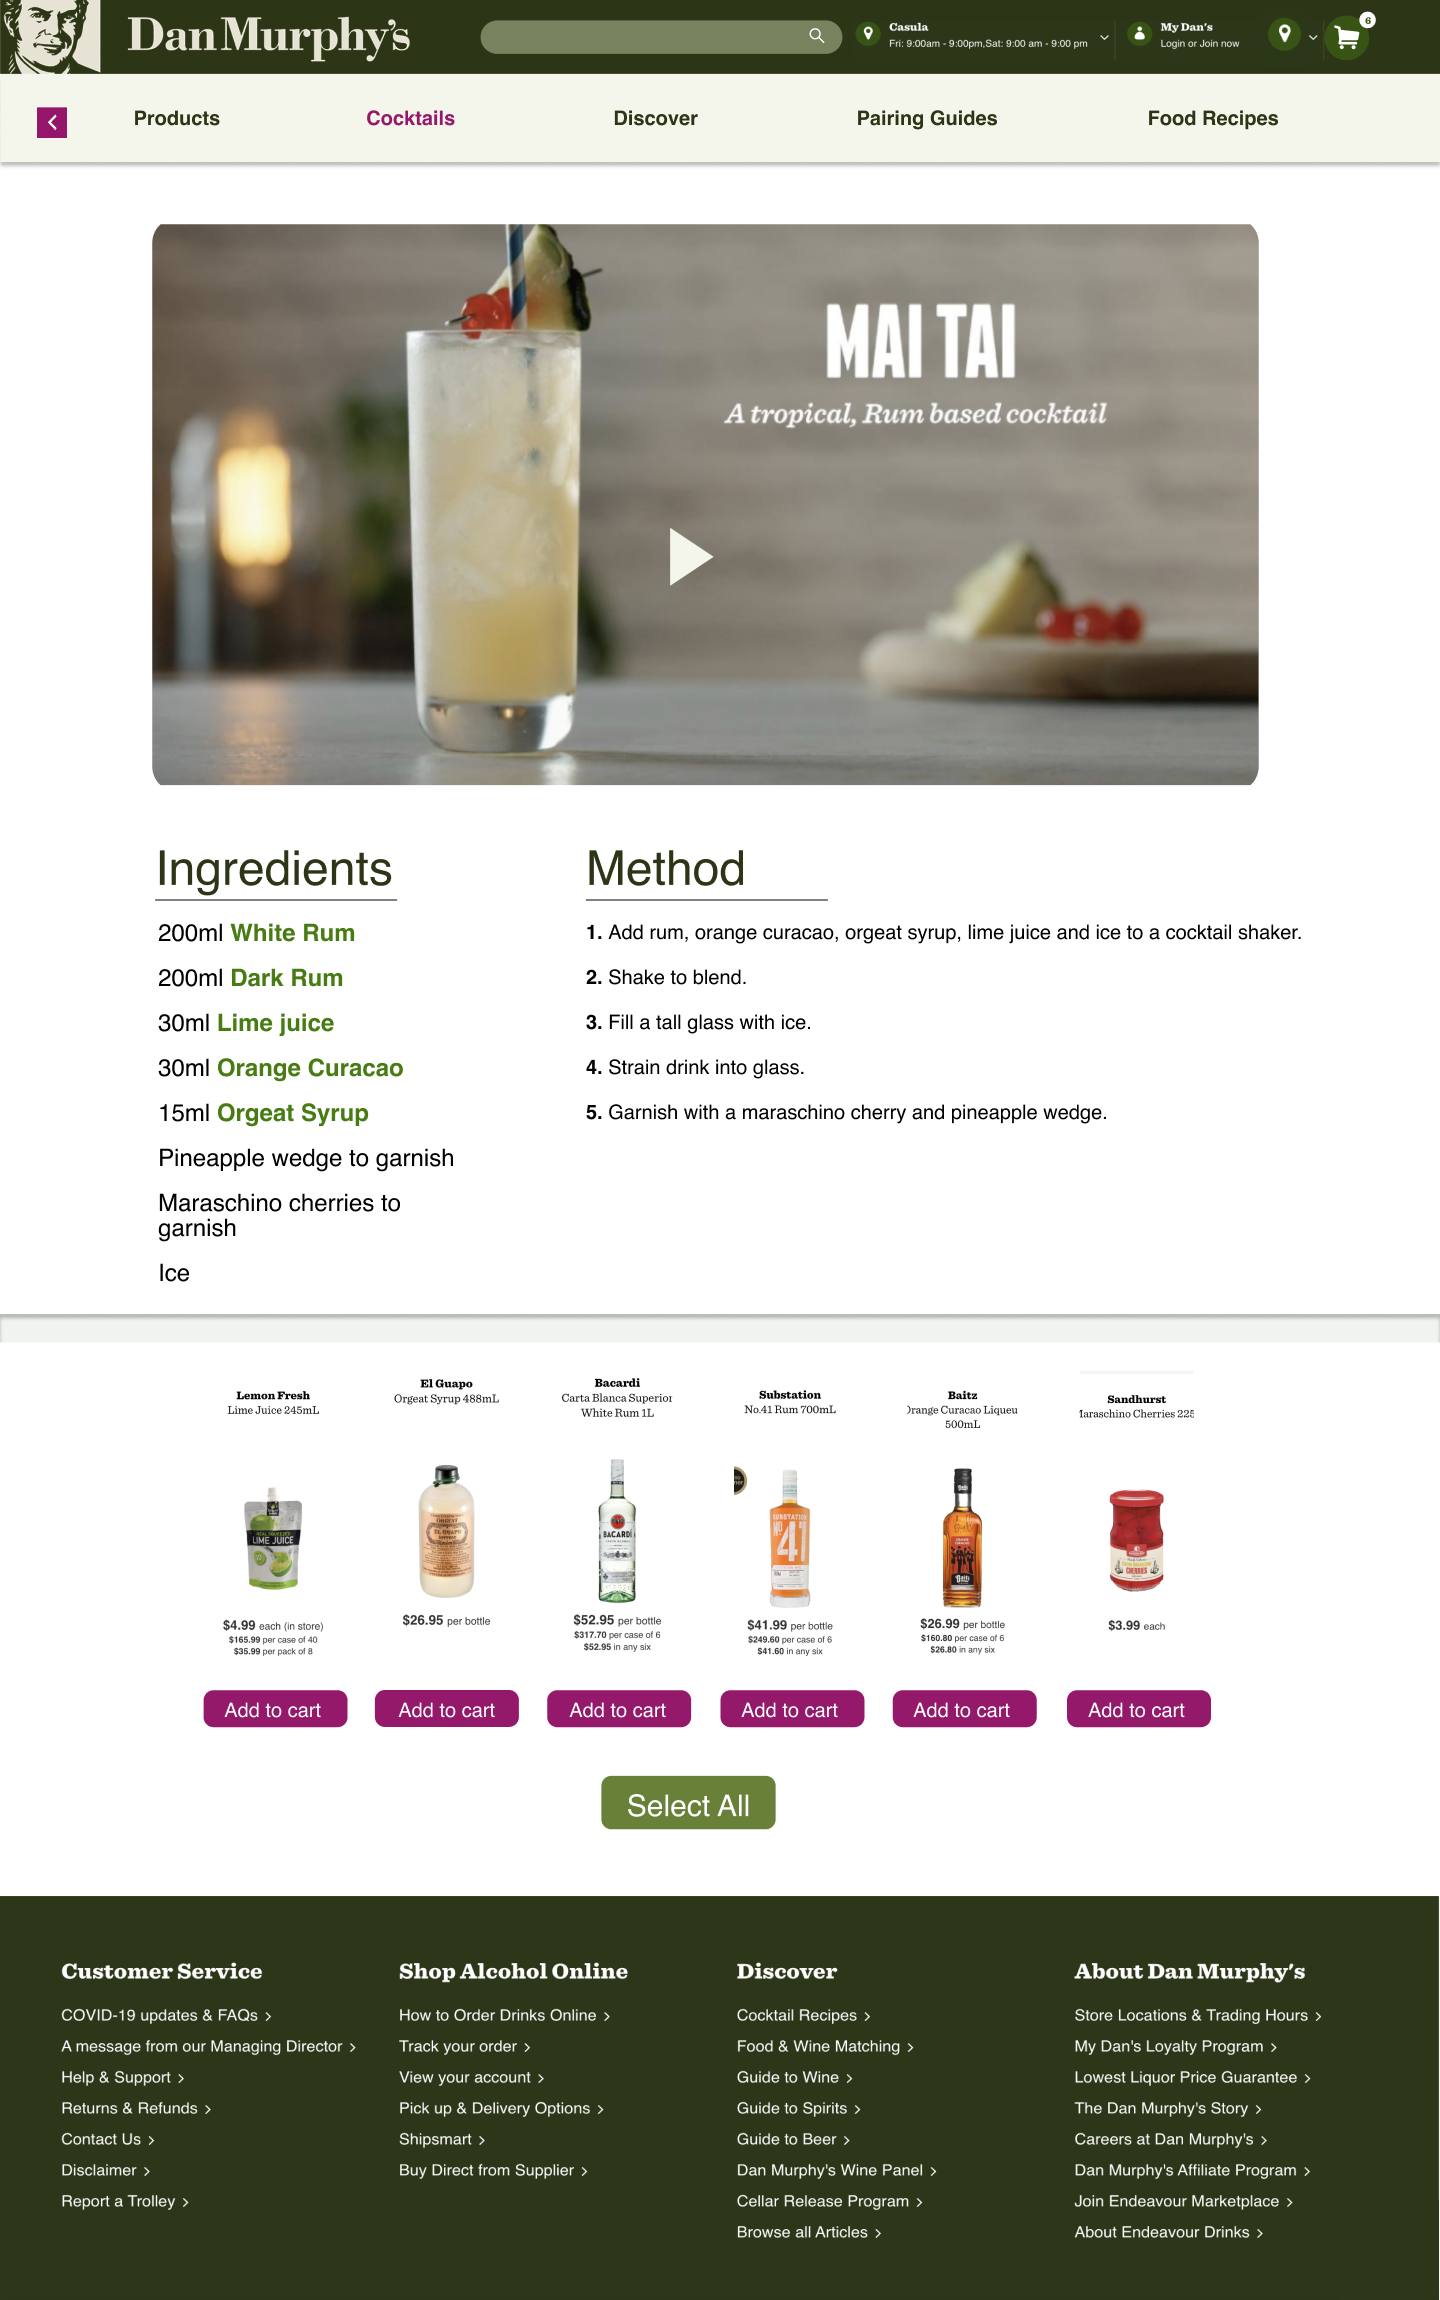 Dan Murphy's
Casula
Fri: 9:00am - 9:00pm,Sat: 9:00 am - 9:00 pm
My Dan's
Login or Join now
6
Products
Cocktails
Discover
Pairing Guides
Food Recipes
MAI TAI
A tropical, Rum based cocktail
Ingredients
200ml White Rum
200ml Dark Rum
30ml Lime juice
30ml Orange Curacao
15ml Orgeat Syrup
Pineapple wedge to garnish
Maraschino cherries to
garnish
Ice
Method
1. Add rum, orange curacao, orgeat syrup, lime juice and ice to a cocktail shaker.
2. Shake to blend.
3. Fill a tall glass with ice.
4. Strain drink into glass.
5. Garnish with a maraschino cherry and pineapple wedge.
Lemon Fresh
Lime Juice 245mL
LIME JUICE
$4.99 each (in store)
$165.99 per case of 40
$35.99 per pack of 8
Add to cart
El Guapo
Orgeat Syrup 488mL
ORGEAT
EL GUAPO
$26.95 per bottle
Add to cart
Bacardi
Carta Blanca Superior
White Rum 1L
BACARDI
$52.95 per bottle
$317.70 per case of 6
$52.95 in any six
Add to cart
Substation
No.41 Rum 700mL
SUBSTATION
No 41
$41.99 per bottle
$249.60 per case of 6
$41.60 in any six
Add to cart
Baitz
Orange Curacao Liqueu
500mL
Baitz
$26.99 per bottle
$160.80 per case of 6
$26.80 in any six
Add to cart
Sandhurst
Maraschino Cherries 225
CHERRIES
$3.99 each
Add to cart
Select All
Customer Service
COVID-19 updates & FAQs
A message from our Managing Director
Help & Support
Returns & Refunds
Contact Us
Disclaimer
Report a Trolley
Shop Alcohol Online
How to Order Drinks Online
Track your order
View your account
Pick up & Delivery Options
Shipsmart
Buy Direct from Supplier
Discover
Cocktail Recipes
Food & Wine Matching
Guide to Wine
Guide to Spirits
Guide to Beer
Dan Murphy's Wine Panel
Cellar Release Program
Browse all Articles
About Dan Murphy's
Store Locations & Trading Hours
My Dan's Loyalty Program
Lowest Liquor Price Guarantee
The Dan Murphy's Story
Careers at Dan Murphy's
Dan Murphy's Affiliate Program
Join Endeavour Marketplace
About Endeavour Drinks